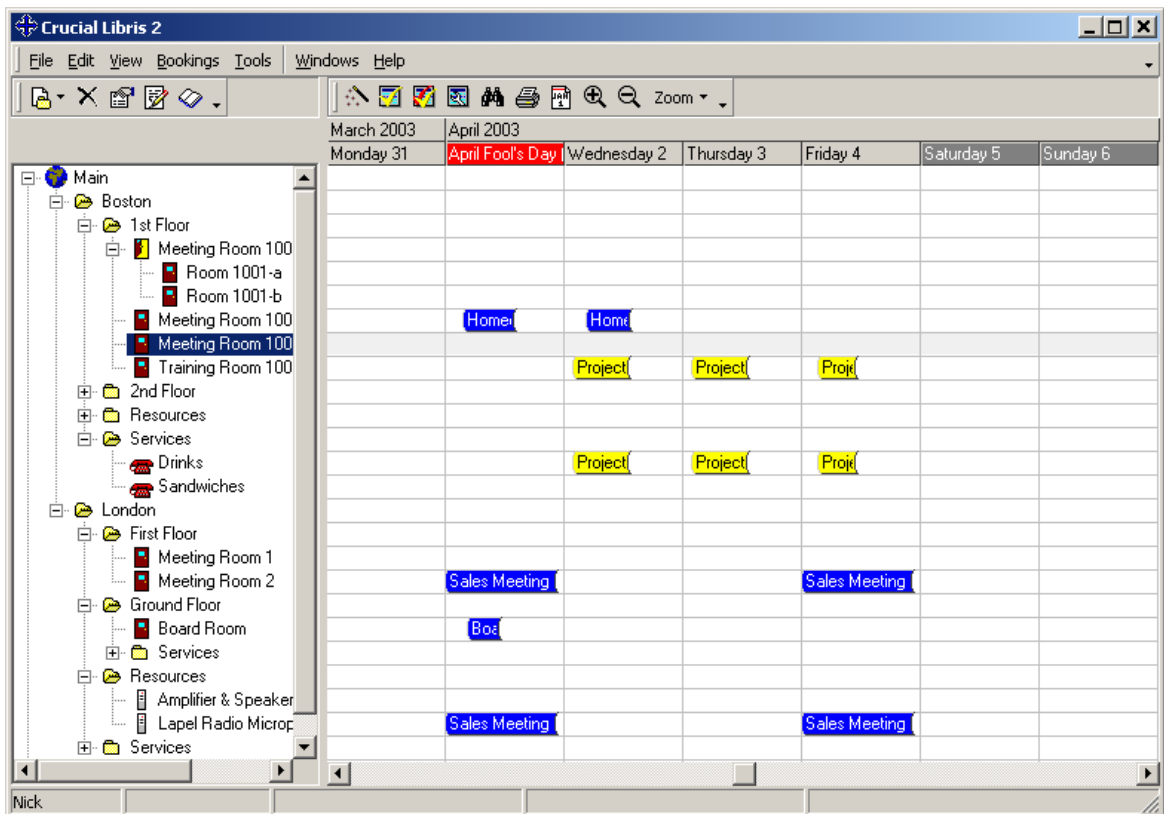 Crucial Libris 2
File Edit View Bookings Tools Windows Help
JAN 1 Zoom
March 2003 April 2003
Monday 31 April Fool's Day Wednesday 2 Thursday 3 Friday 4 Saturday 5 Sunday 6
Main
Boston
1st Floor
Meeting Room 100
Room 1001-a
Room 1001-b
Meeting Room 100 Home Home
Meeting Room 100
Training Room 100 Project Project Proje
2nd Floor
Resources
Services
Drinks Project Project Proje
Sandwiches
London
First Floor
Meeting Room 1
Meeting Room 2 Sales Meeting Sales Meeting
Ground Floor
Board Room Boa
Services
Resources
Amplifier & Speaker
Lapel Radio Microp Sales Meeting Sales Meeting
Services
Nick